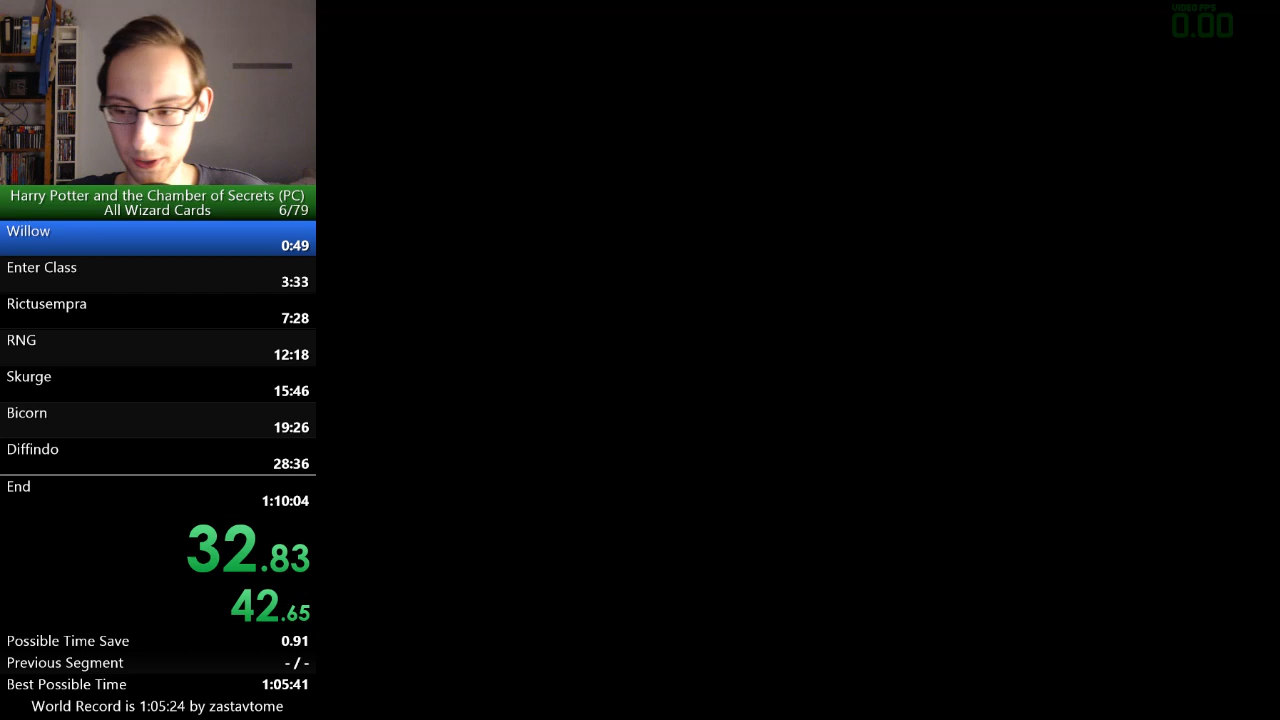 VIDEO FPS
0.00
Harry Potter and the Chamber of Secrets (PC)
All Wizard Cards 6/79
Willow
0:49
Enter Class
3:33
Rictusempra
7:28
RNG
12:18
Skurge
15:46
Bicorn
19:26
Diffindo
28:36
End
1:10:04
32.83
42.65
Possible Time Save 0.91
Previous Segment - / -
Best Possible Time 1:05:41
World Record is 1:05:24 by zastavtome